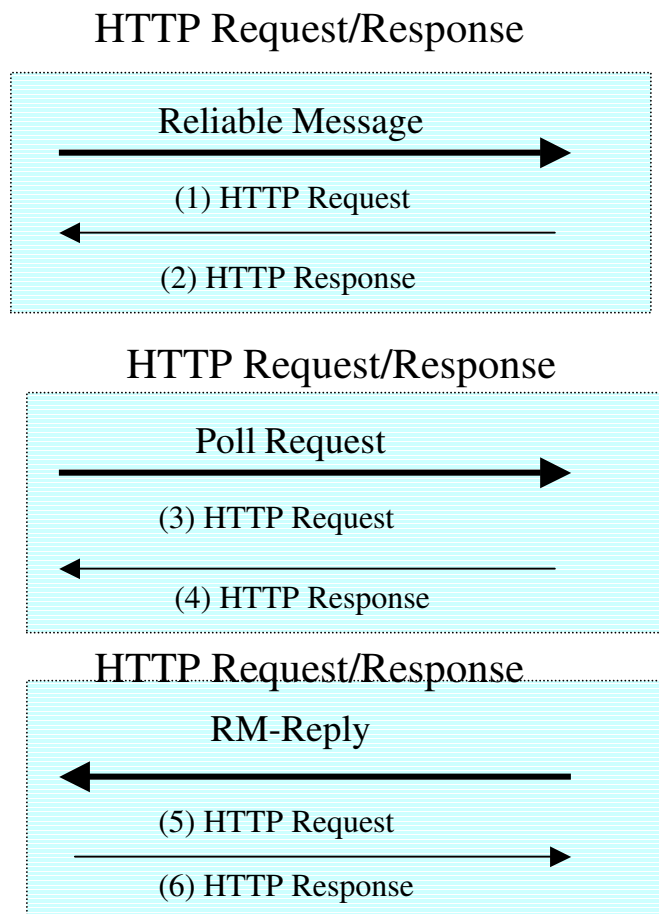 HTTP Request/Response
Reliable Message
(1) HTTP Request
(2) HTTP Response
HTTP Request/Response
Poll Request
(3) HTTP Request
(4) HTTP Response
HTTP Request/Response
RM-Reply
(5) HTTP Request
(6) HTTP Response